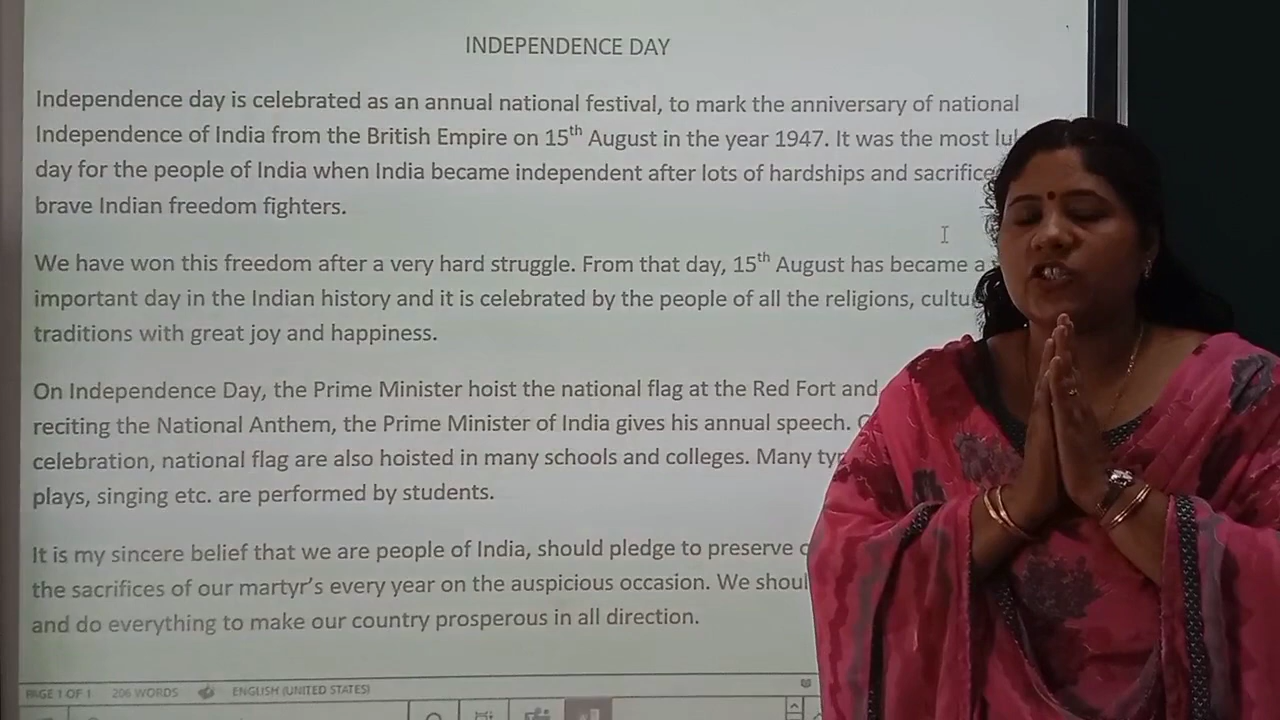 INDEPENDENCE DAY
Independence day is celebrated as an annual national festival, to mark the anniversary of national
Independence of India from the British Empire on 15th August in the year 1947. It was the most
day for the people of India when India became independent after lots of hardships and
brave Indian freedom fighters.
We have won this freedom after a very hard struggle. From that day, 15th August has became
important day in the Indian history and it is celebrated by the people of all the religions,
traditions with great joy and happiness.
On Independence Day, the Prime Minister hoist the national flag at the Red Fort and
reciting the National Anthem, the Prime Minister of India gives his annual speech.
celebration, national flag are also hoisted in many schools and colleges. Many
plays, singing etc. are performed by students.
It is my sincere belief that we are people of India, should pledge to preserve
the sacrifices of our martyr's every year on the auspicious occasion. We
and do everything to make our country prosperous in all direction.
PAGE 1 OF 1 206 WORDS ENGLISH (UNITED STATES)